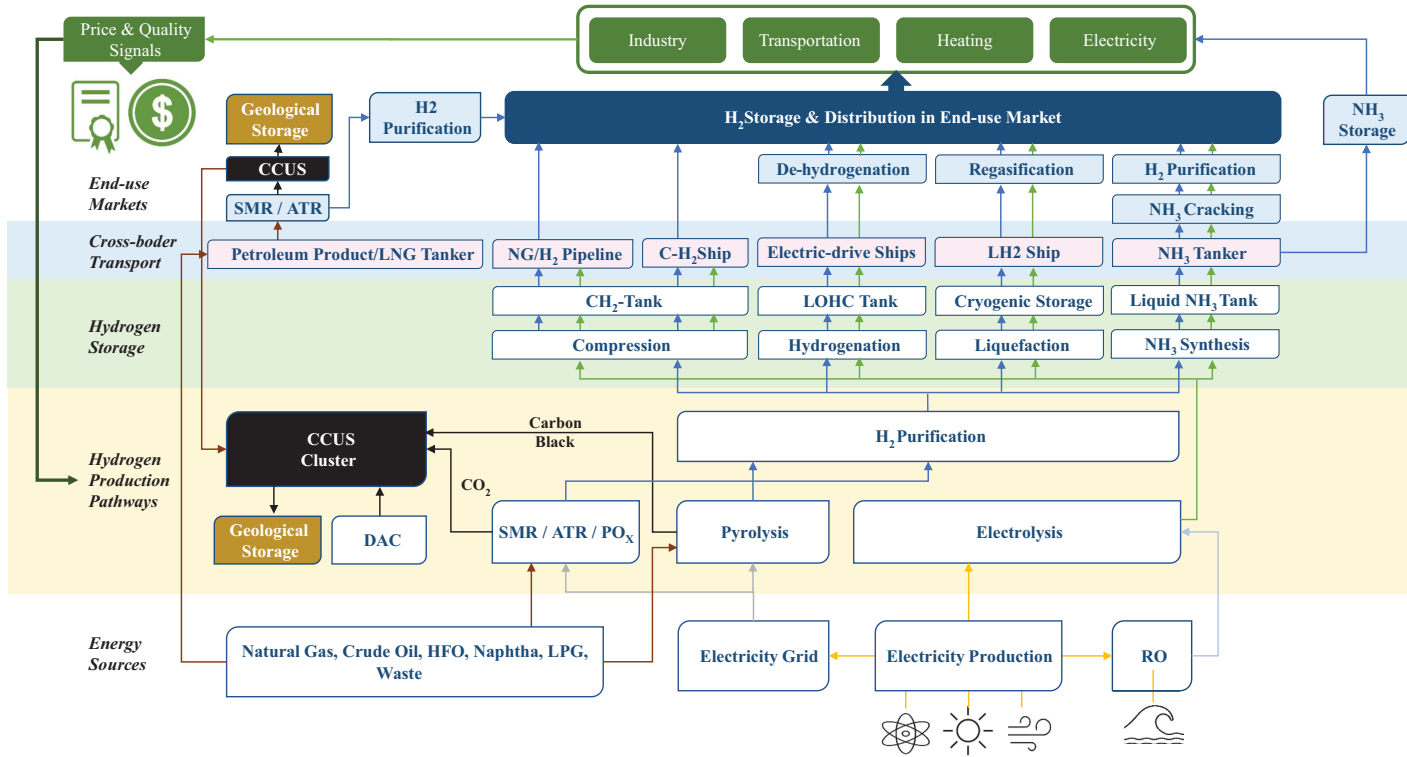 Price & Quality
Signals
Industry
Transportation
Heating
Electricity
Geological
Storage
H2
Purification
H₂Storage & Distribution in End-use Market
NH₃
Storage
CCUS
End-use
Markets
SMR / ATR
De-hydrogenation
Regasification
H₂ Purification
NH₃ Cracking
Cross-boder
Transport
Petroleum Product/LNG Tanker
NG/H₂ Pipeline
C-H₂Ship
Electric-drive Ships
LH2 Ship
NH₃ Tanker
Hydrogen
Storage
CH₂-Tank
LOHC Tank
Cryogenic Storage
Liquid NH₃ Tank
Compression
Hydrogenation
Liquefaction
NH₃ Synthesis
Hydrogen
Production
Pathways
CCUS
Cluster
Carbon
Black
H₂ Purification
CO₂
Geological
Storage
DAC
SMR / ATR / POₓ
Pyrolysis
Electrolysis
Energy
Sources
Natural Gas, Crude Oil, HFO, Naphtha, LPG,
Waste
Electricity Grid
Electricity Production
RO
$